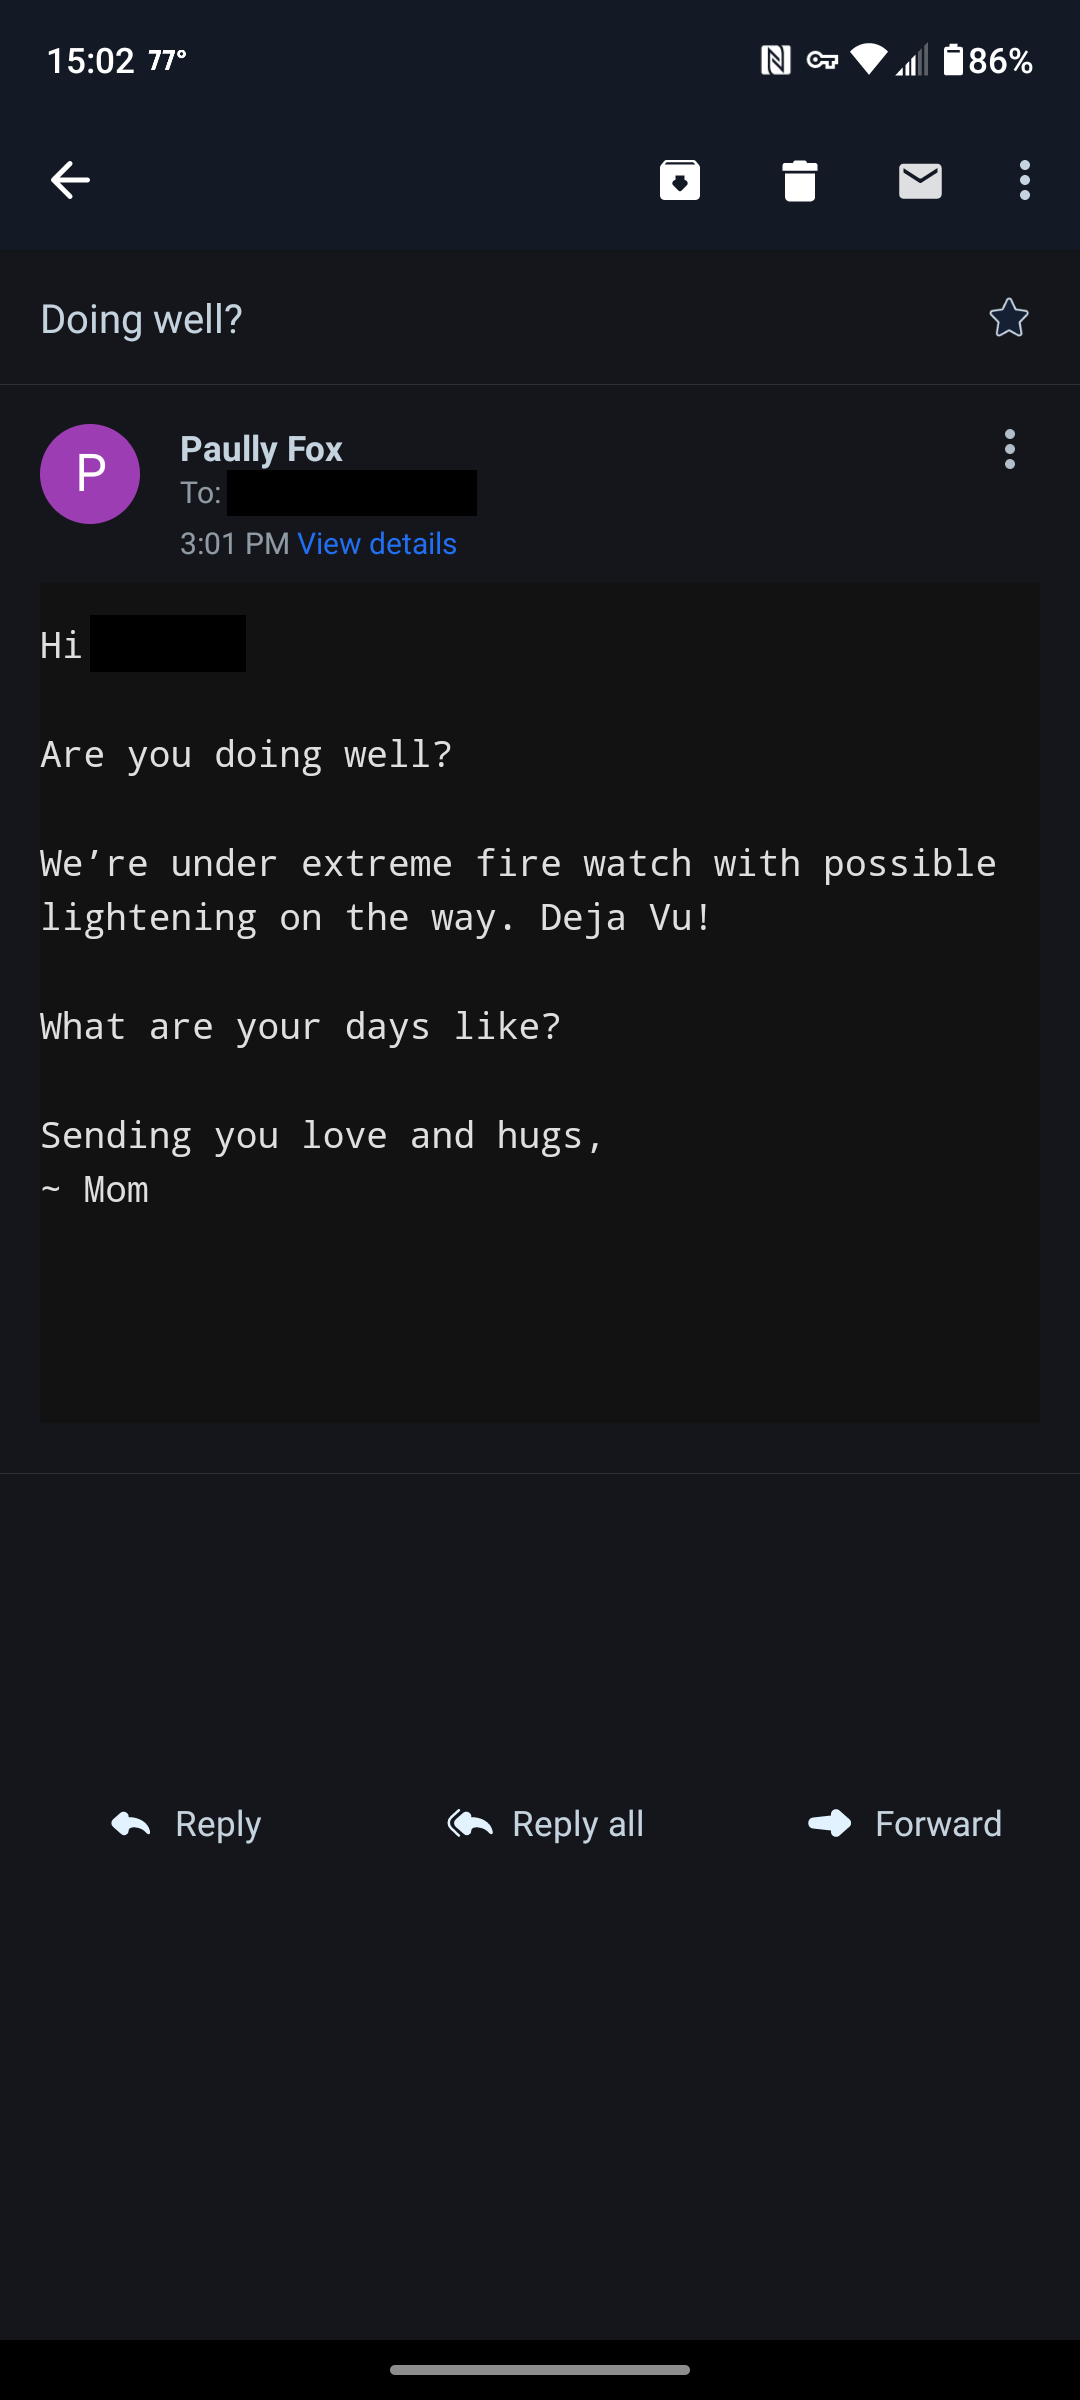 15:02 77° 86%
Doing well?
P
Paully Fox
To:
3:01 PM View details
Hi
Are you doing well?
We’re under extreme fire watch with possible
lightening on the way. Deja Vu!
What are your days like?
Sending you love and hugs,
~ Mom
Reply Reply all Forward